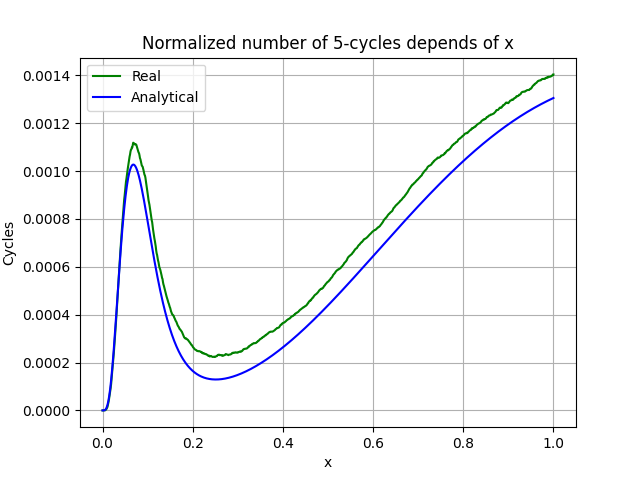 Normalized number of 5-cycles depends of x
Real
Analytical
Cycles
0.0014
0.0012
0.0010
0.0008
0.0006
0.0004
0.0002
0.0000
0.0 0.2 0.4 0.6 0.8 1.0
x